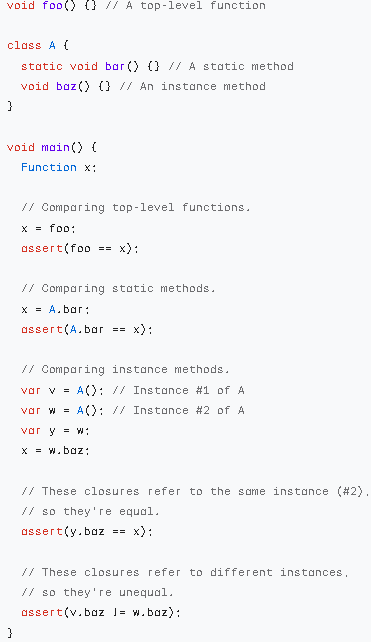 void foo() {} // A top-level function
class A {
static void bar() {} // A static method
void baz() {} // An instance method
}
void main() {
Function x;
// Comparing top-level functions.
x = foo;
assert(foo == x);
// Comparing static methods.
x = A.bar;
assert(A.bar == x);
// Comparing instance methods.
var v = A(); // Instance #1 of A
var w = A(); // Instance #2 of A
var y = w;
x = w.baz;
// These closures refer to the same instance (#2),
// so they're equal.
assert(y.baz == x);
// These closures refer to different instances,
// so they're unequal.
assert(v.baz != w.baz);
}